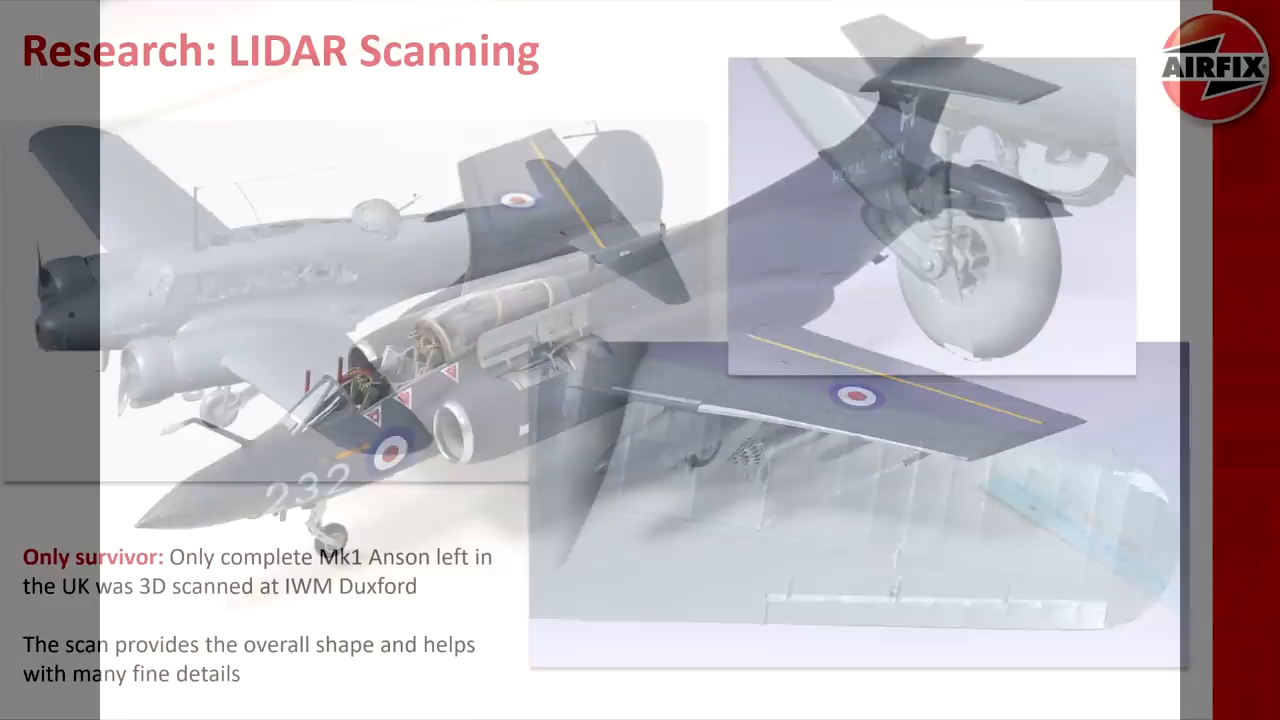 Research: LIDAR Scanning
AIRFIX
ROYAL NAVY
232
Only survivor: Only complete Mk1 Anson left in
the UK was 3D scanned at IWM Duxford
The scan provides the overall shape and helps
with many fine details